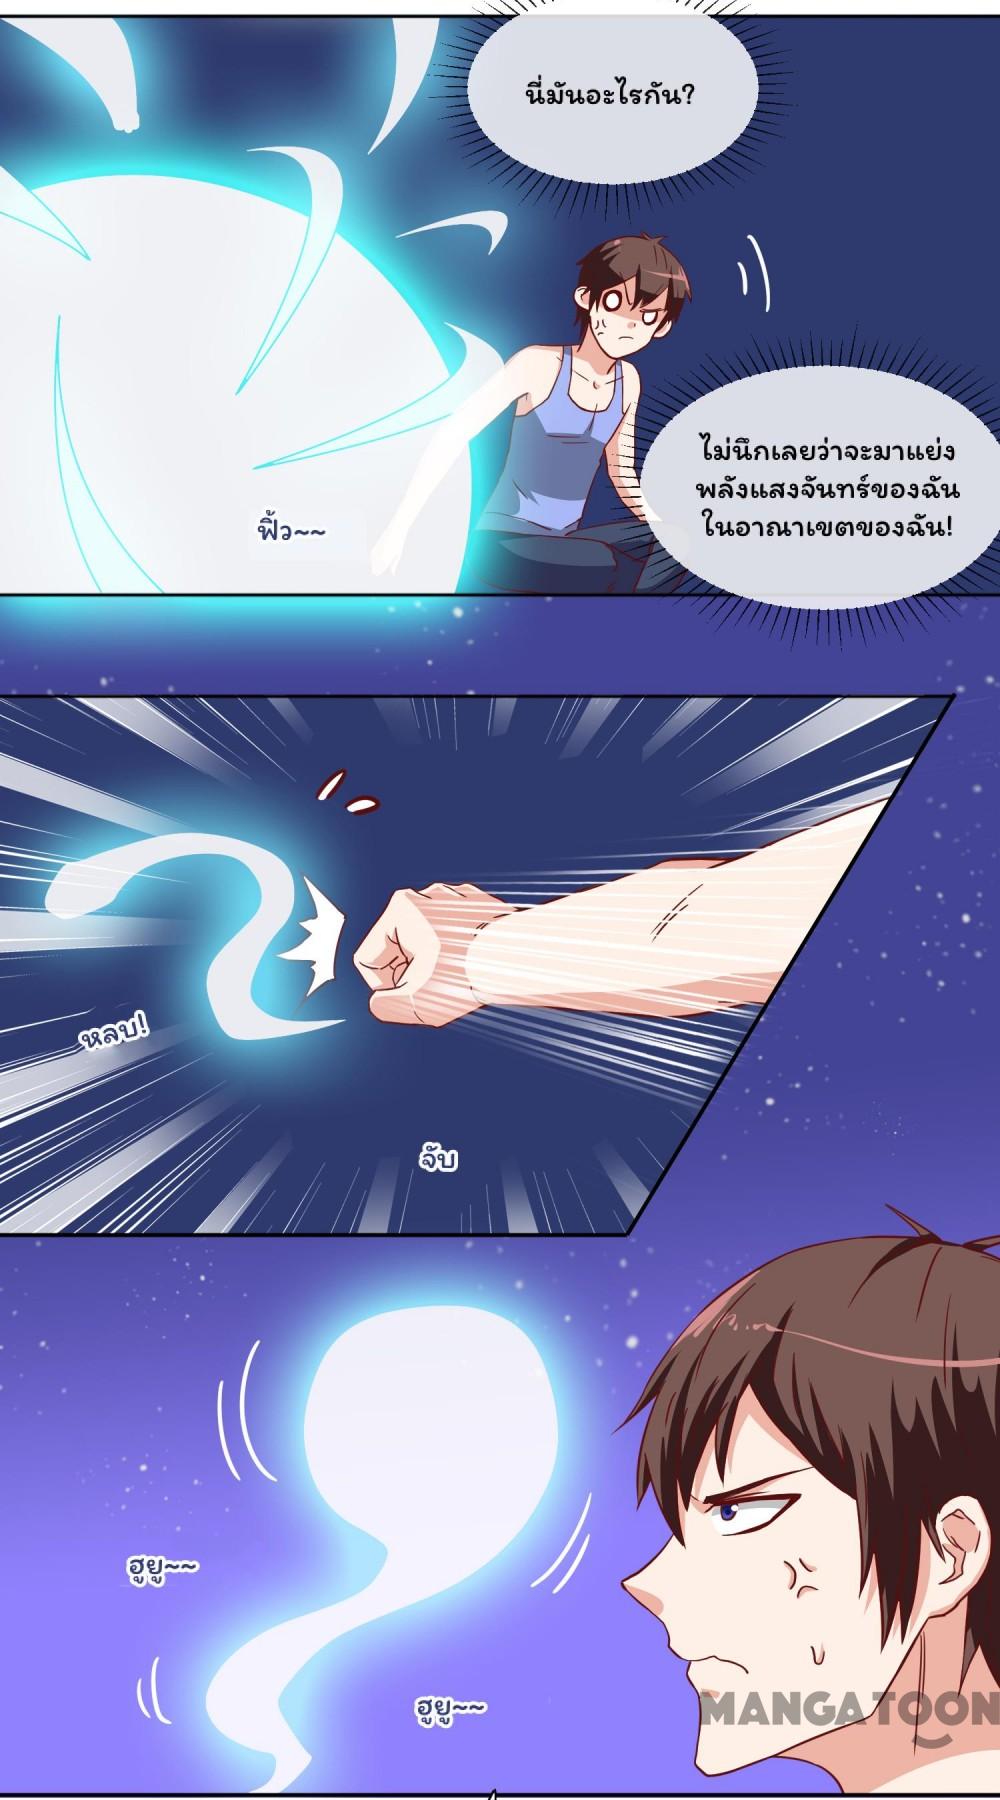 นี่มันอะไรกัน?
ไม่นึกเลยว่าจะมาแย่ง
พลังแสงจันทร์ของฉัน
ในอาณาเขตของฉัน!
ฟิ้ว~~
หลบ!
จับ
ฮูยู~~
ฮูยู~~
MANGATOON